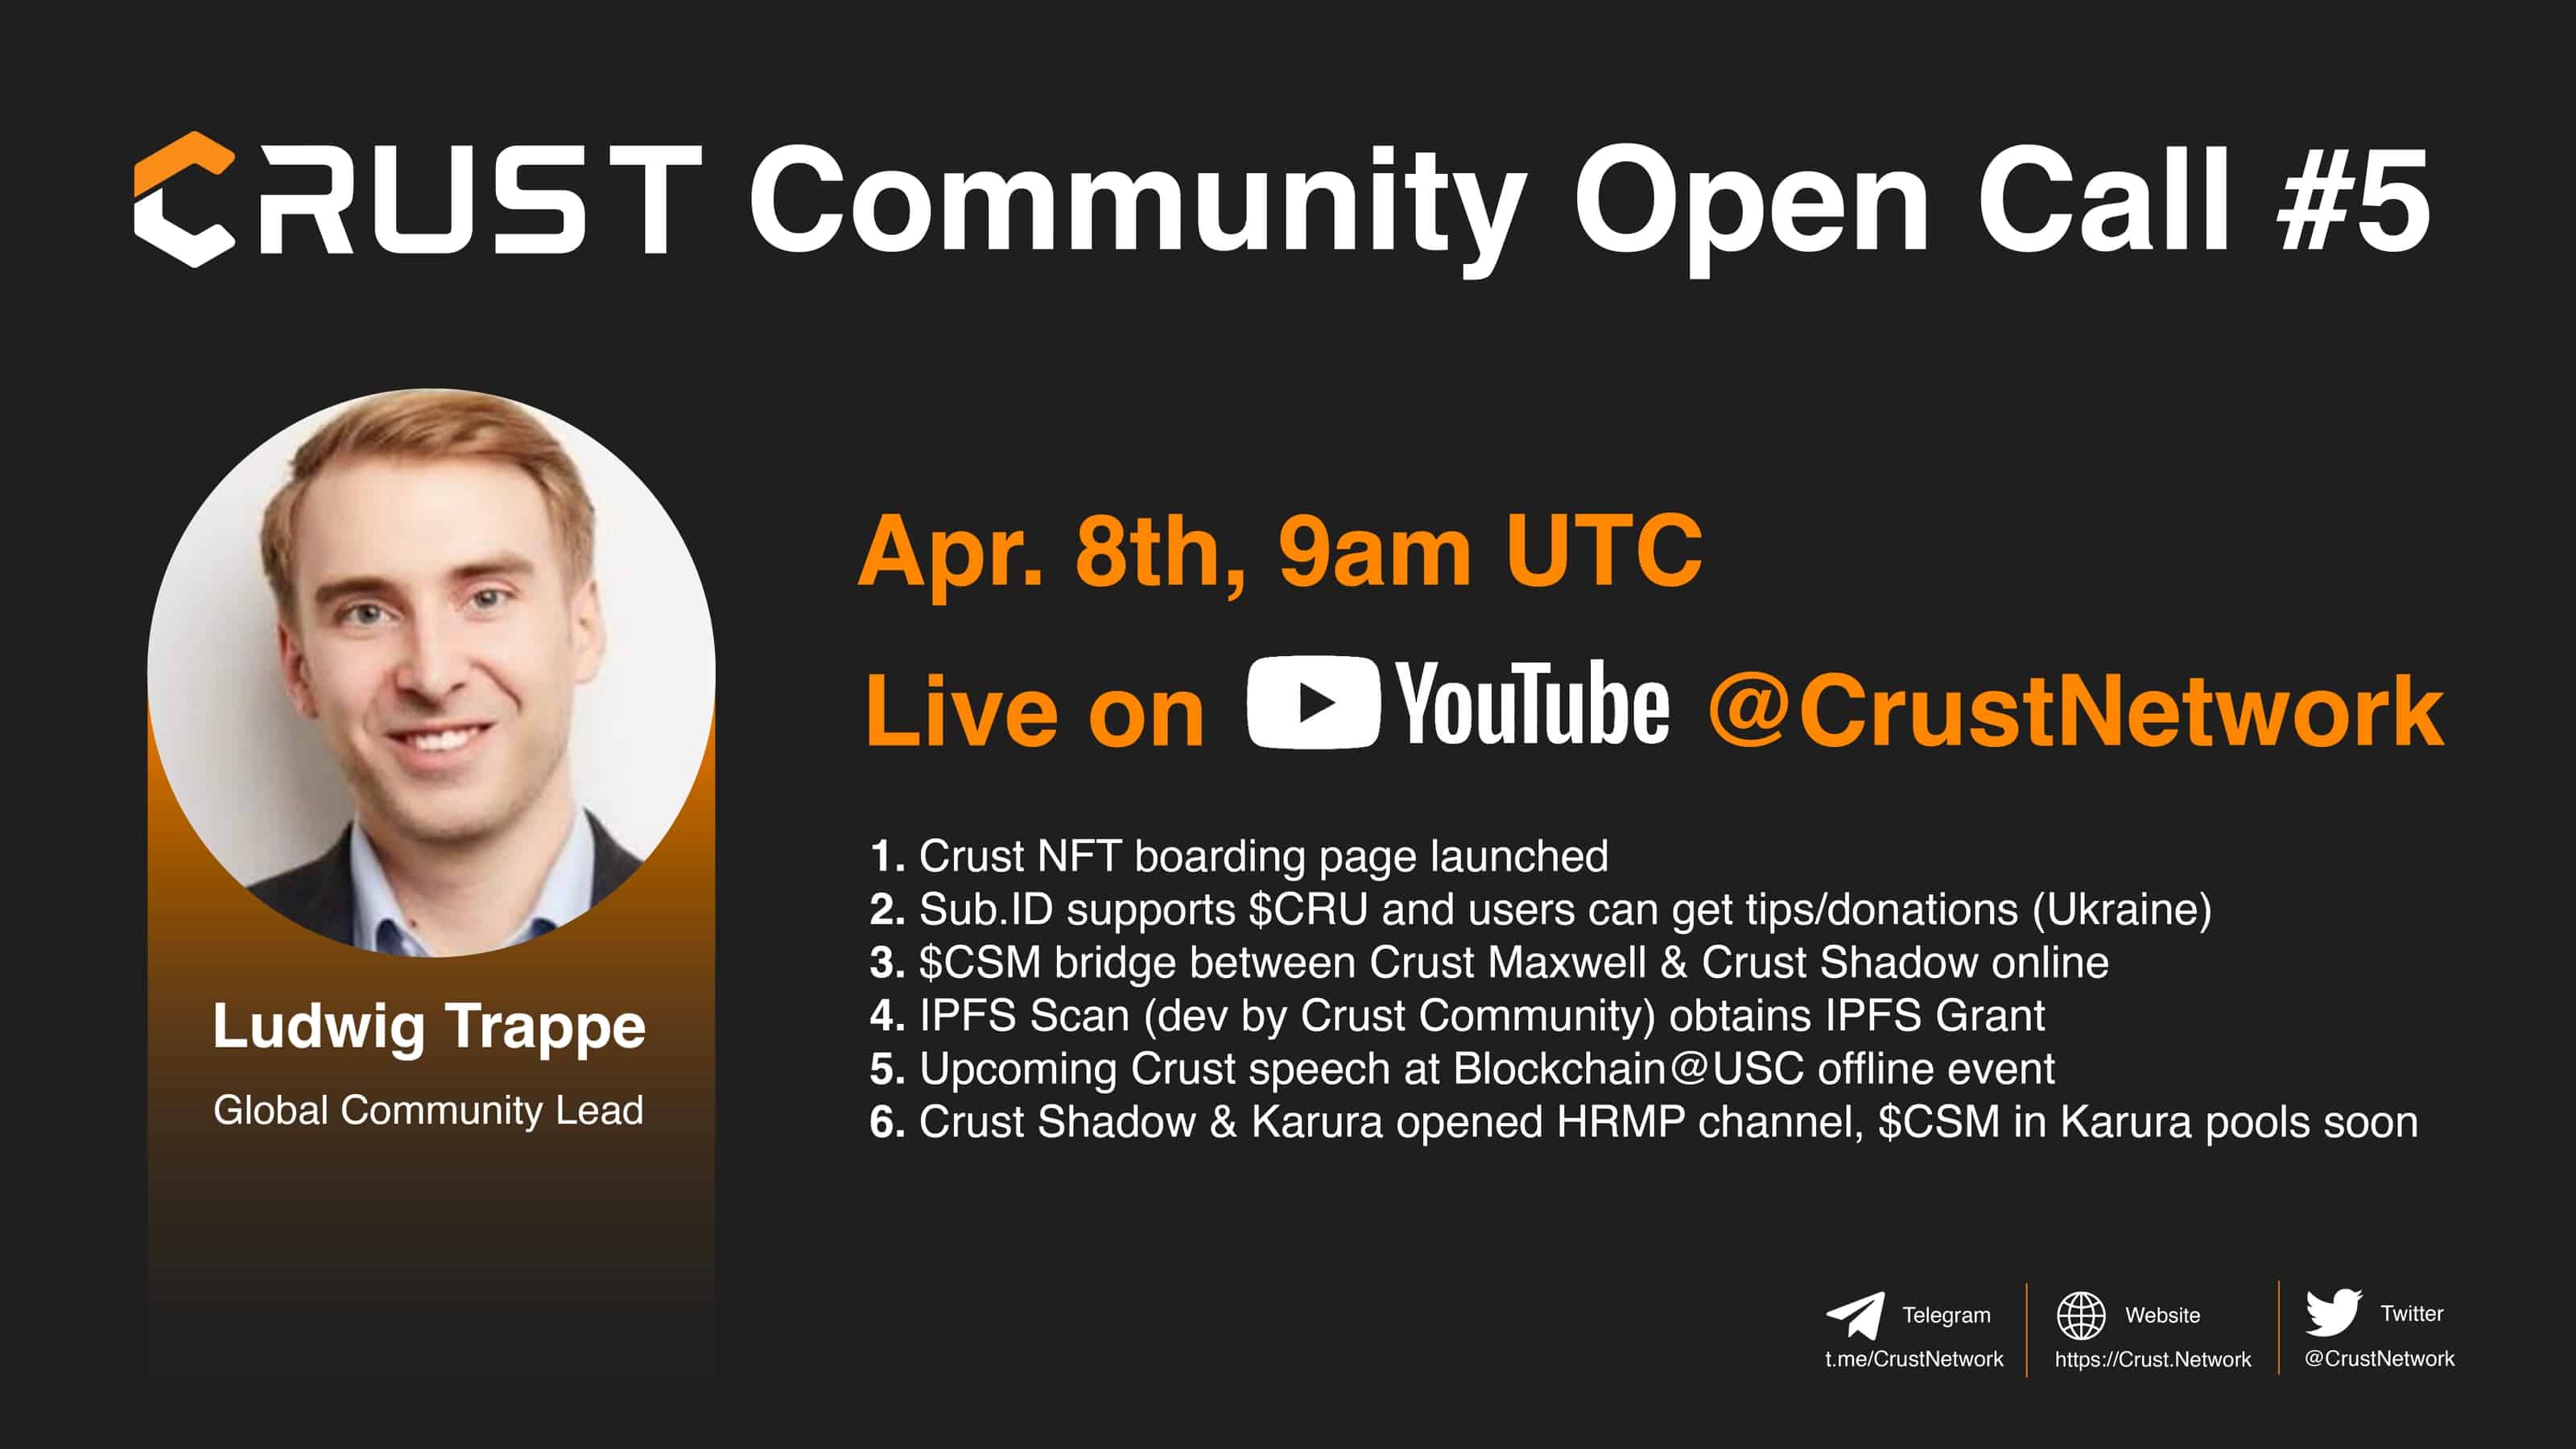 CRUST Community Open Call #5
Apr. 8th, 9am UTC
Live on YouTube @CrustNetwork
1. Crust NFT boarding page launched
2. Sub.ID supports $CRU and users can get tips/donations (Ukraine)
3. $CSM bridge between Crust Maxwell & Crust Shadow online
4. IPFS Scan (dev by Crust Community) obtains IPFS Grant
5. Upcoming Crust speech at Blockchain@USC offline event
6. Crust Shadow & Karura opened HRMP channel, $CSM in Karura pools soon
Ludwig Trappe
Global Community Lead
Telegram
t.me/CrustNetwork
Website
https://Crust.Network
Twitter
@CrustNetwork